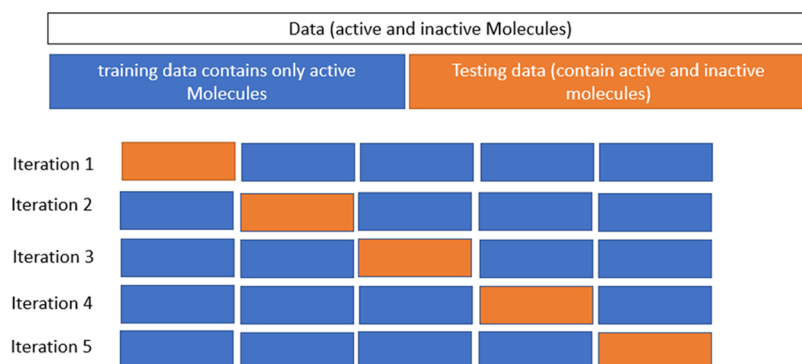 Data (active and inactive Molecules)
training data contains only active
Molecules
Testing data (contain active and inactive
molecules)
Iteration 1
Iteration 2
Iteration 3
Iteration 4
Iteration 5